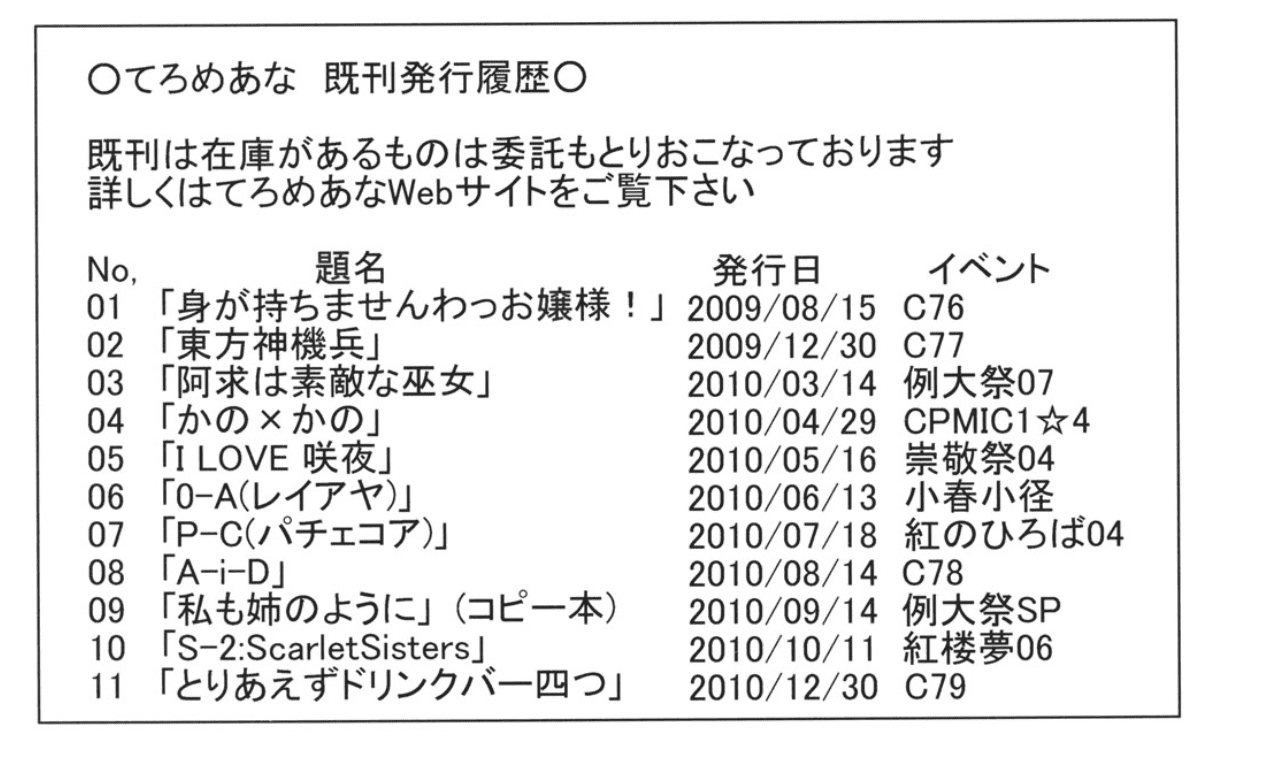 〇てろめあな 既刊発行履歴〇
既刊は在庫があるものは委託もとりおこなっております
詳しくはてろめあなWebサイトをご覧下さい
No, 題名 発行日 イベント
01 「身が持ちませんわっお嬢様！」 2009/08/15 C76
02 「東方神機兵」 2009/12/30 C77
03 「阿求は素敵な巫女」 2010/03/14 例大祭07
04 「かの×かの」 2010/04/29 CPMIC1☆4
05 「I LOVE 咲夜」 2010/05/16 崇敬祭04
06 「0-A(レイアヤ)」 2010/06/13 小春小径
07 「P-C(パチェコア)」 2010/07/18 紅のひろば04
08 「A-i-D」 2010/08/14 C78
09 「私も姉のように」（コピー本） 2010/09/14 例大祭SP
10 「S-2:ScarletSisters」 2010/10/11 紅楼夢06
11 「とりあえずドリンクバー四つ」 2010/12/30 C79